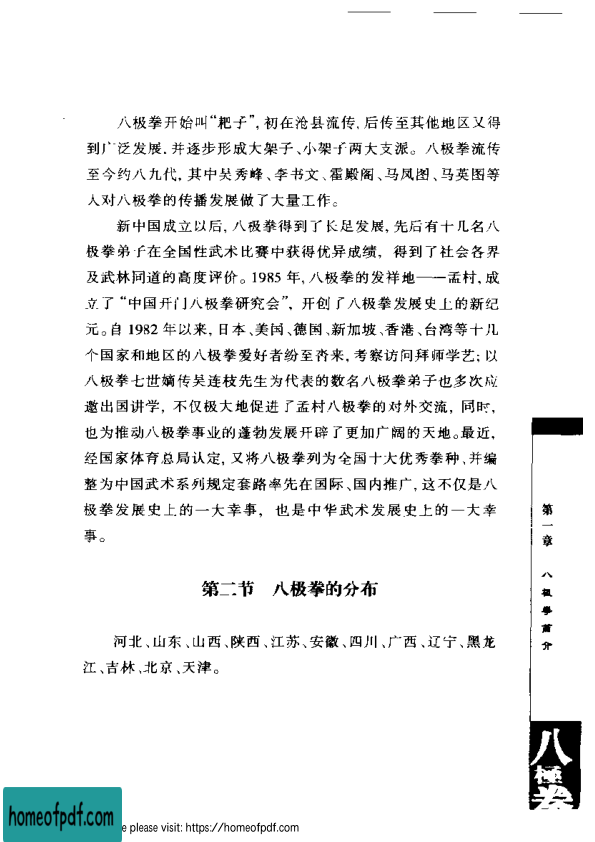 八极拳开始叫“耙子”,初在沧县流传,后传至其他地区又得
到广泛发展,并逐步形成大架子、小架子两大支派。八极拳流传
至今约八九代,其中吴秀峰、李书文、霍殿阁、马凤图、马英图等
人对八极拳的传播发展做了大量工作。
新中国成立以后,八极拳得到了长足发展,先后有十几名八
极拳弟子在全国性武术比赛中获得优异成绩,得到了社会各界
及武林同道的高度评价。1985年,八极拳的发祥地——孟村,成
立了“中国开门八极拳研究会”,开创了八极拳发展史上的新纪
元。自1982年以来,日本、美国、德国、新加坡、香港、台湾等十几
个国家和地区的八极拳爱好者纷至沓来,考察访问拜师学艺;以
八极拳七世嫡传吴连枝先生为代表的数名八极拳弟子也多次应
邀出国讲学,不仅极大地促进了孟村八极拳的对外交流,同时,
也为推动八极拳事业的蓬勃发展开辟了更加广阔的天地。最近,
经国家体育总局认定,又将八极拳列为全国十大优秀拳种,并编
整为中国武术系列规定套路率先在国际、国内推广,这不仅是八
极拳发展史上的一大幸事,也是中华武术发展史上的一大幸
事。
第二节 八极拳的分布
河北、山东、山西、陕西、江苏、安徽、四川、广西、辽宁、黑龙
江、吉林、北京、天津。
第一章 八极拳简介
八極拳
homeofpdf.com
e please visit: https://homeofpdf.com